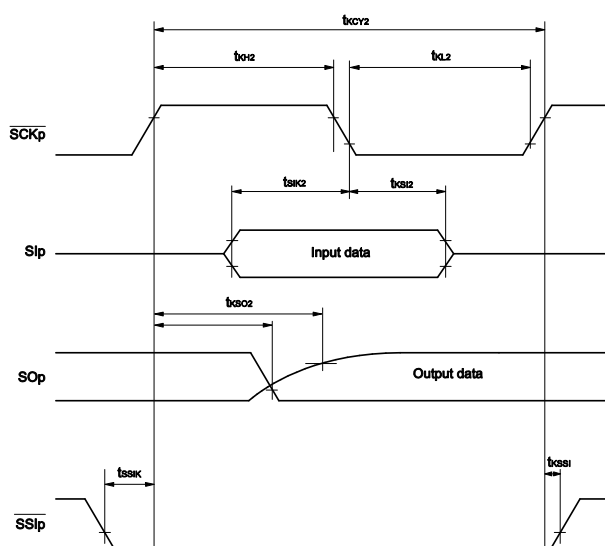 tKCY2
tKH2
tKL2
SCKp
tSIK2
tKSI2
SIp
Input data
tKSO2
SOp
Output data
tSSIK
tKSSI
SSIp